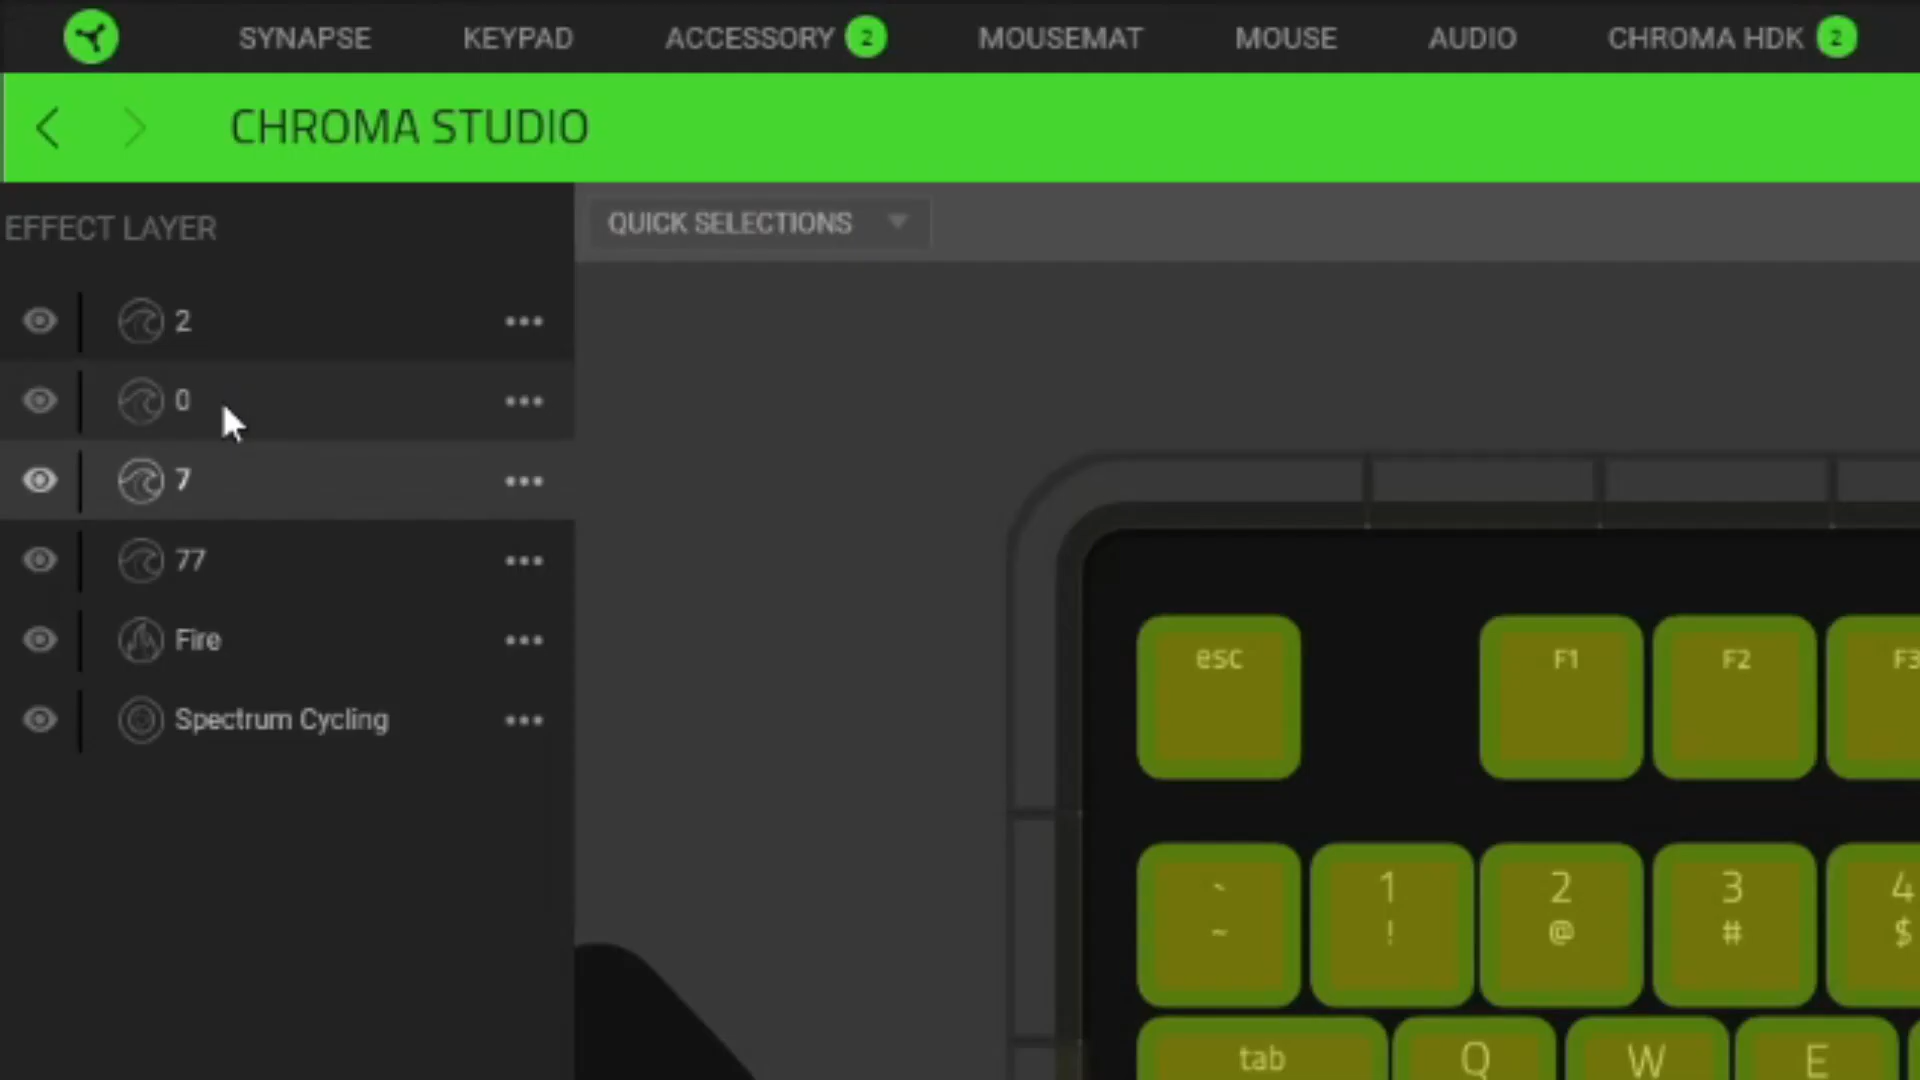 SYNAPSE KEYPAD ACCESSORY 2 MOUSEMAT MOUSE AUDIO CHROMA HDK 2
CHROMA STUDIO
EFFECT LAYER
QUICK SELECTIONS
2
0
7
77
Fire
Spectrum Cycling
esc F1 F2 F3
` 1 2 3 4
~ ! @ # $
tab Q W E